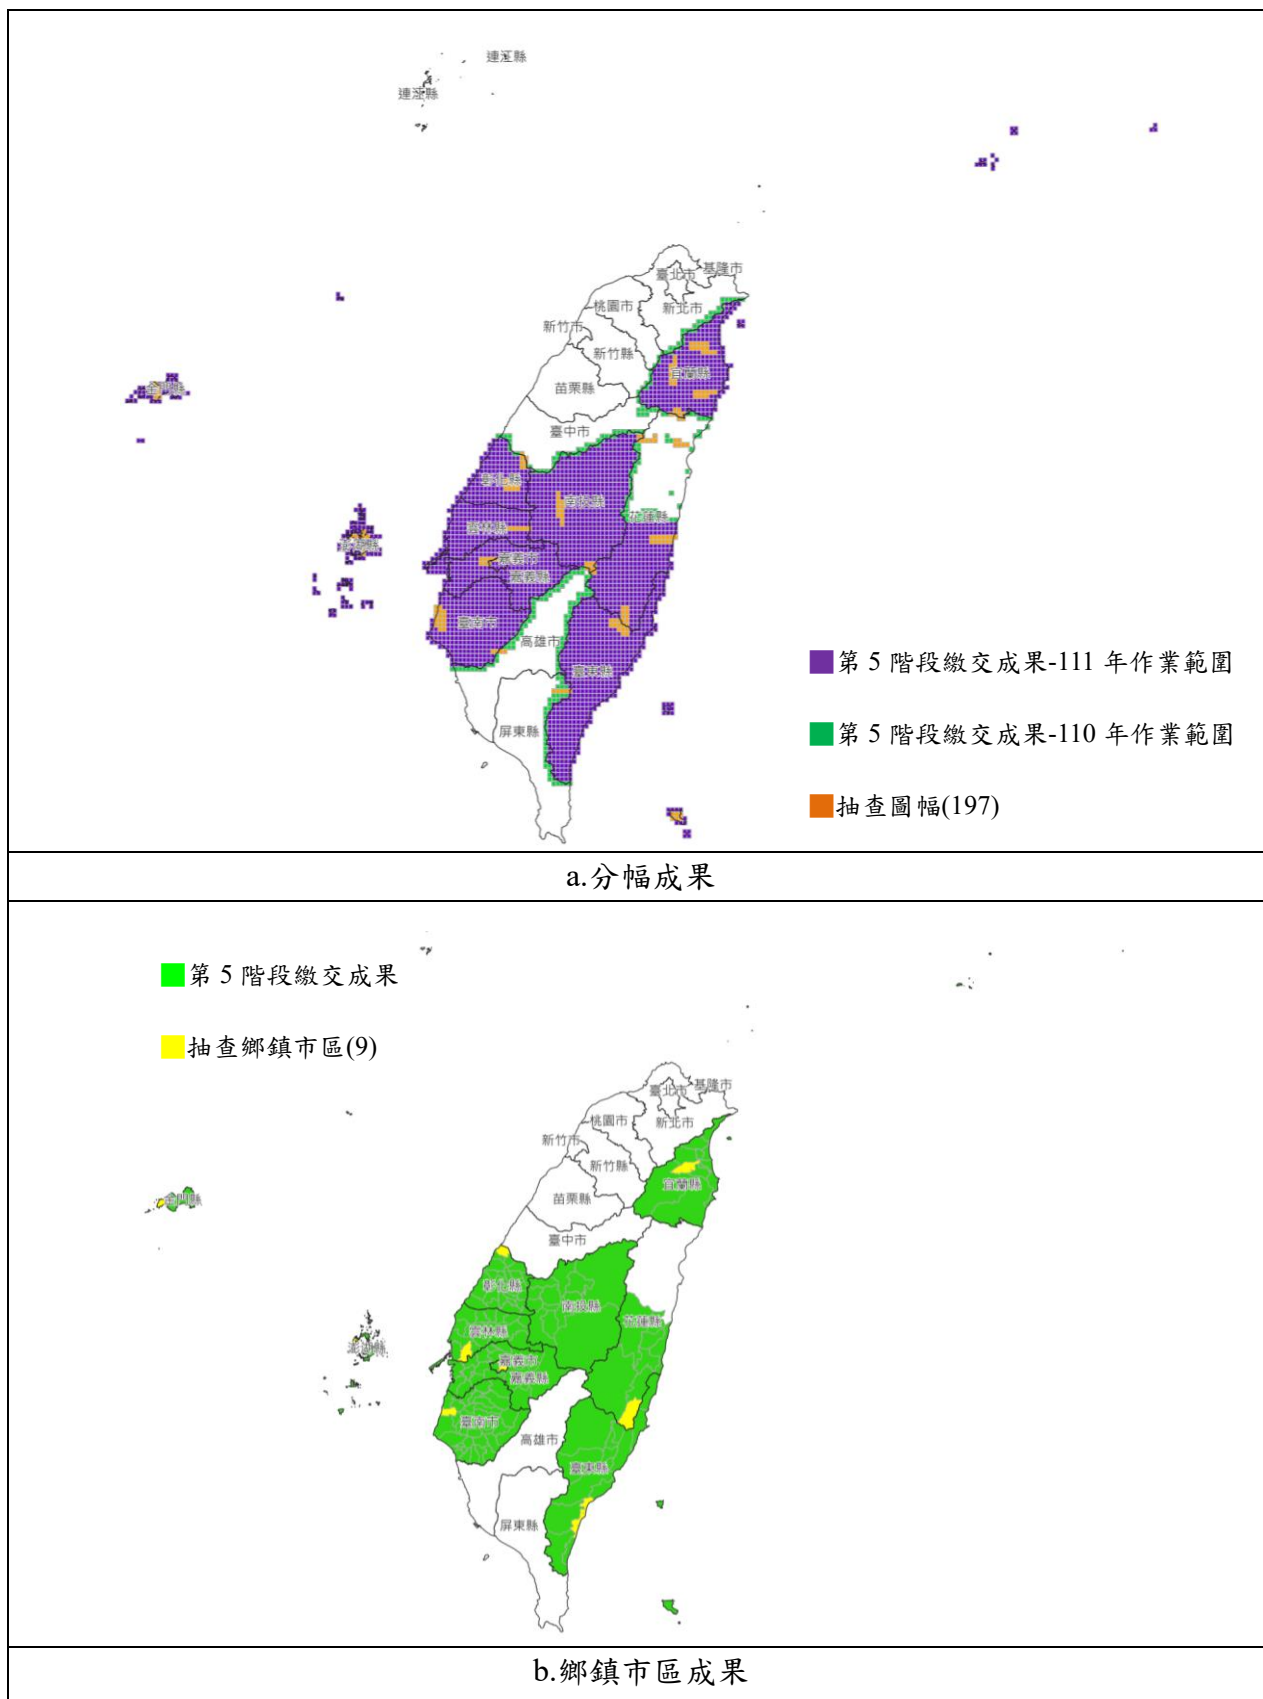 連江縣
連江縣
基隆市
臺北市
桃園市
新北市
新竹市
新竹縣
宜蘭縣
金門縣
苗栗縣
臺中市
彰化縣
南投縣
花蓮縣
雲林縣
澎湖縣
嘉義市
嘉義縣
臺南市
高雄市
臺東縣
屏東縣
■第 5 階段繳交成果-111 年作業範圍
■第 5 階段繳交成果-110 年作業範圍
■抽查圖幅(197)
a.分幅成果
■第 5 階段繳交成果
■抽查鄉鎮市區(9)
基隆市
臺北市
桃園市
新北市
新竹市
新竹縣
宜蘭縣
金門縣
苗栗縣
臺中市
彰化縣
南投縣
花蓮縣
雲林縣
澎湖縣
嘉義市
嘉義縣
臺南市
高雄市
臺東縣
屏東縣
b.鄉鎮市區成果